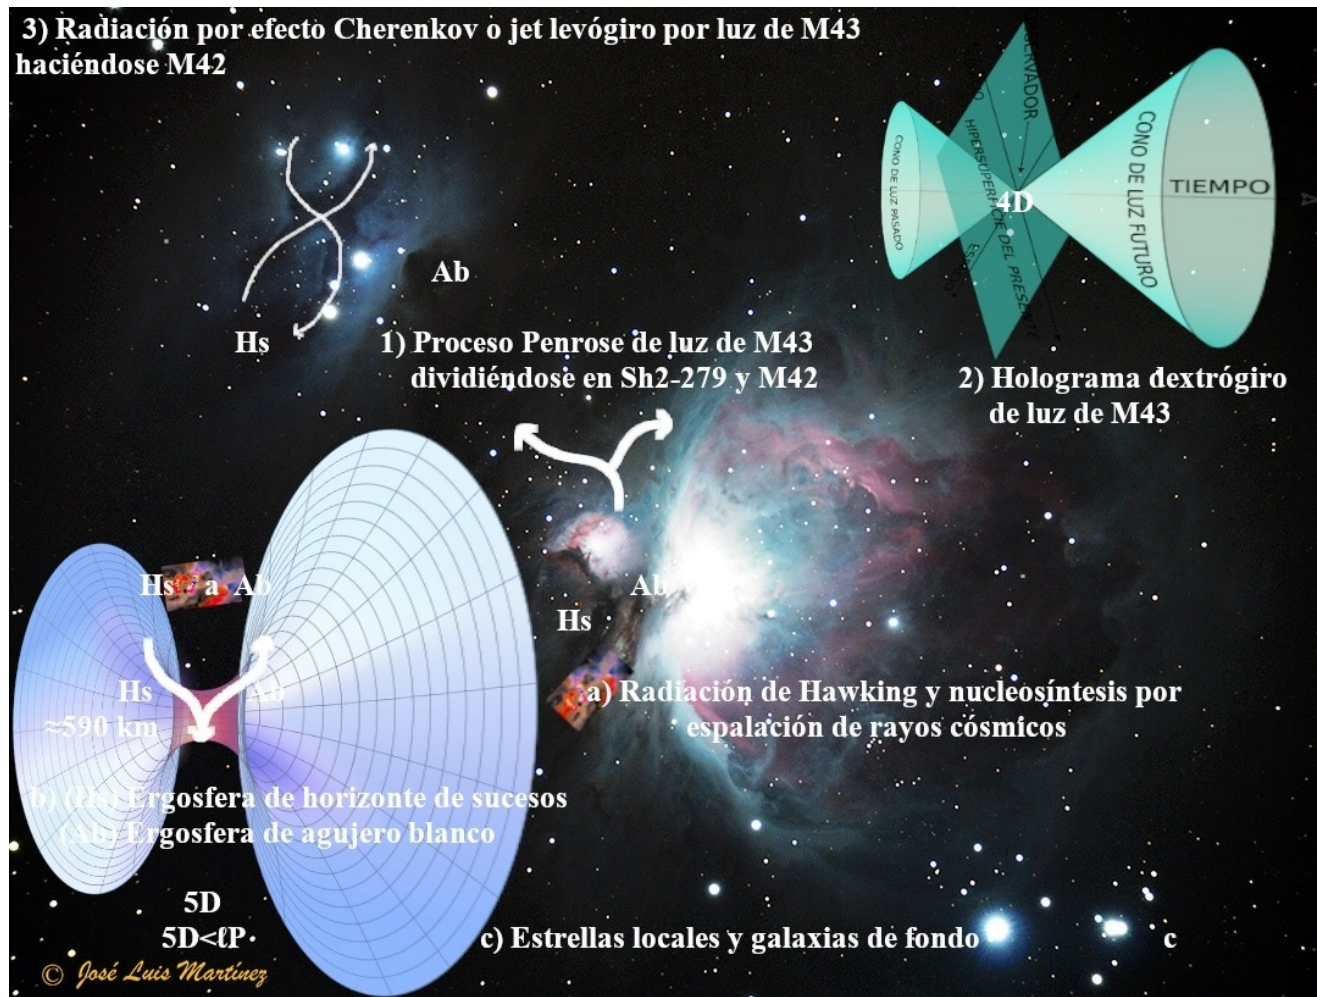 3) Radiación por efecto Cherenkov o jet levógiro por luz de M43
haciéndose M42
OBSERVADOR
CONO DE LUZ PASADO
HIPERSUPERFICIE DEL PRESENTE
4D
CONO DE LUZ FUTURO
TIEMPO
A
Ab
Hs
1) Proceso Penrose de luz de M43
dividiéndose en Sh2-279 y M42
2) Holograma dextrógiro
de luz de M43
Hs a Ab
Ab
Hs
Hs
Ab
≈590 km
a) Radiación de Hawking y nucleosíntesis por
espalación de rayos cósmicos
b) (Hs) Ergosfera de horizonte de sucesos
(Ab) Ergosfera de agujero blanco
5D
5D<ℓP
c) Estrellas locales y galaxias de fondo
c
© José Luis Martínez